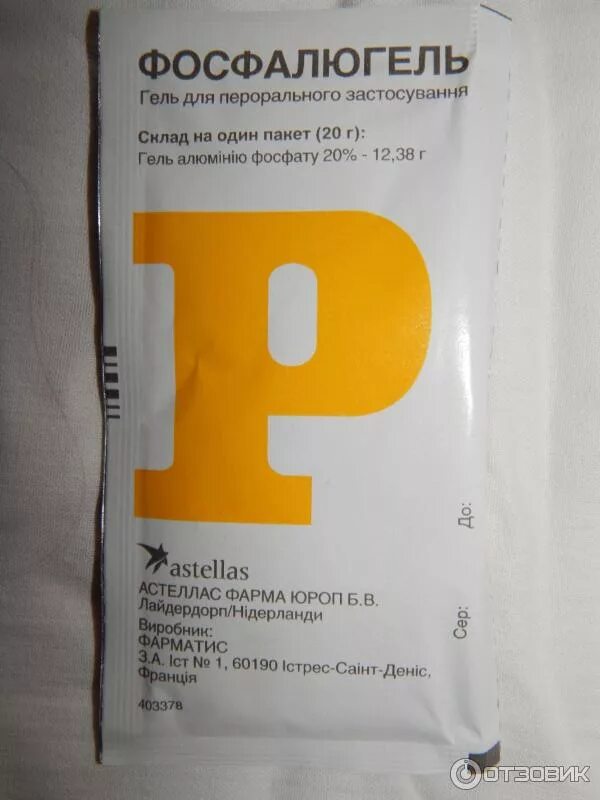 ФОСФАЛЮГЕЛЬ
Гель для перорального застосування
Склад на один пакет (20 г):
Гель алюмінію фосфату 20% - 12,38 г
P
astellas
АСТЕЛЛАС ФАРМА ЮРОП Б.В.
Лайдердорп/Нідерланди
Виробник:
ФАРМАТИС
З.А. Іст № 1, 60190 Істрес-Саінт-Деніс,
Франція
403378
Сер: До:
ОТЗОВИК